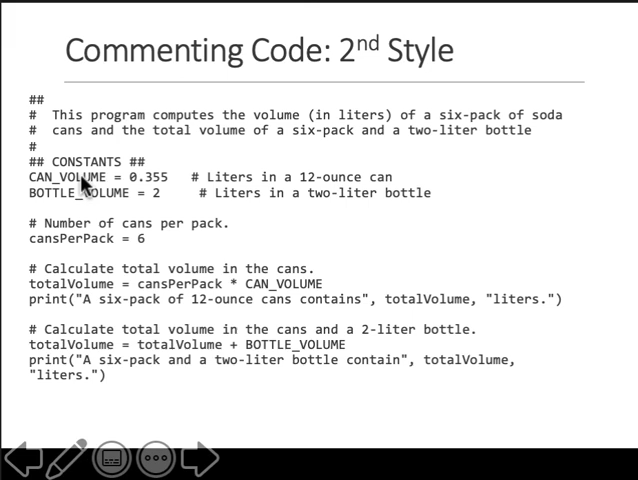 Commenting Code: 2nd Style
##
#  This program computes the volume (in liters) of a six-pack of soda
#  cans and the total volume of a six-pack and a two-liter bottle
#
## CONSTANTS ##
CAN_VOLUME = 0.355   # Liters in a 12-ounce can
BOTTLE_VOLUME = 2     # Liters in a two-liter bottle
# Number of cans per pack.
cansPerPack = 6
# Calculate total volume in the cans.
totalVolume = cansPerPack * CAN_VOLUME
print("A six-pack of 12-ounce cans contains", totalVolume, "liters.")
# Calculate total volume in the cans and a 2-liter bottle.
totalVolume = totalVolume + BOTTLE_VOLUME
print("A six-pack and a two-liter bottle contain", totalVolume,
"liters.")